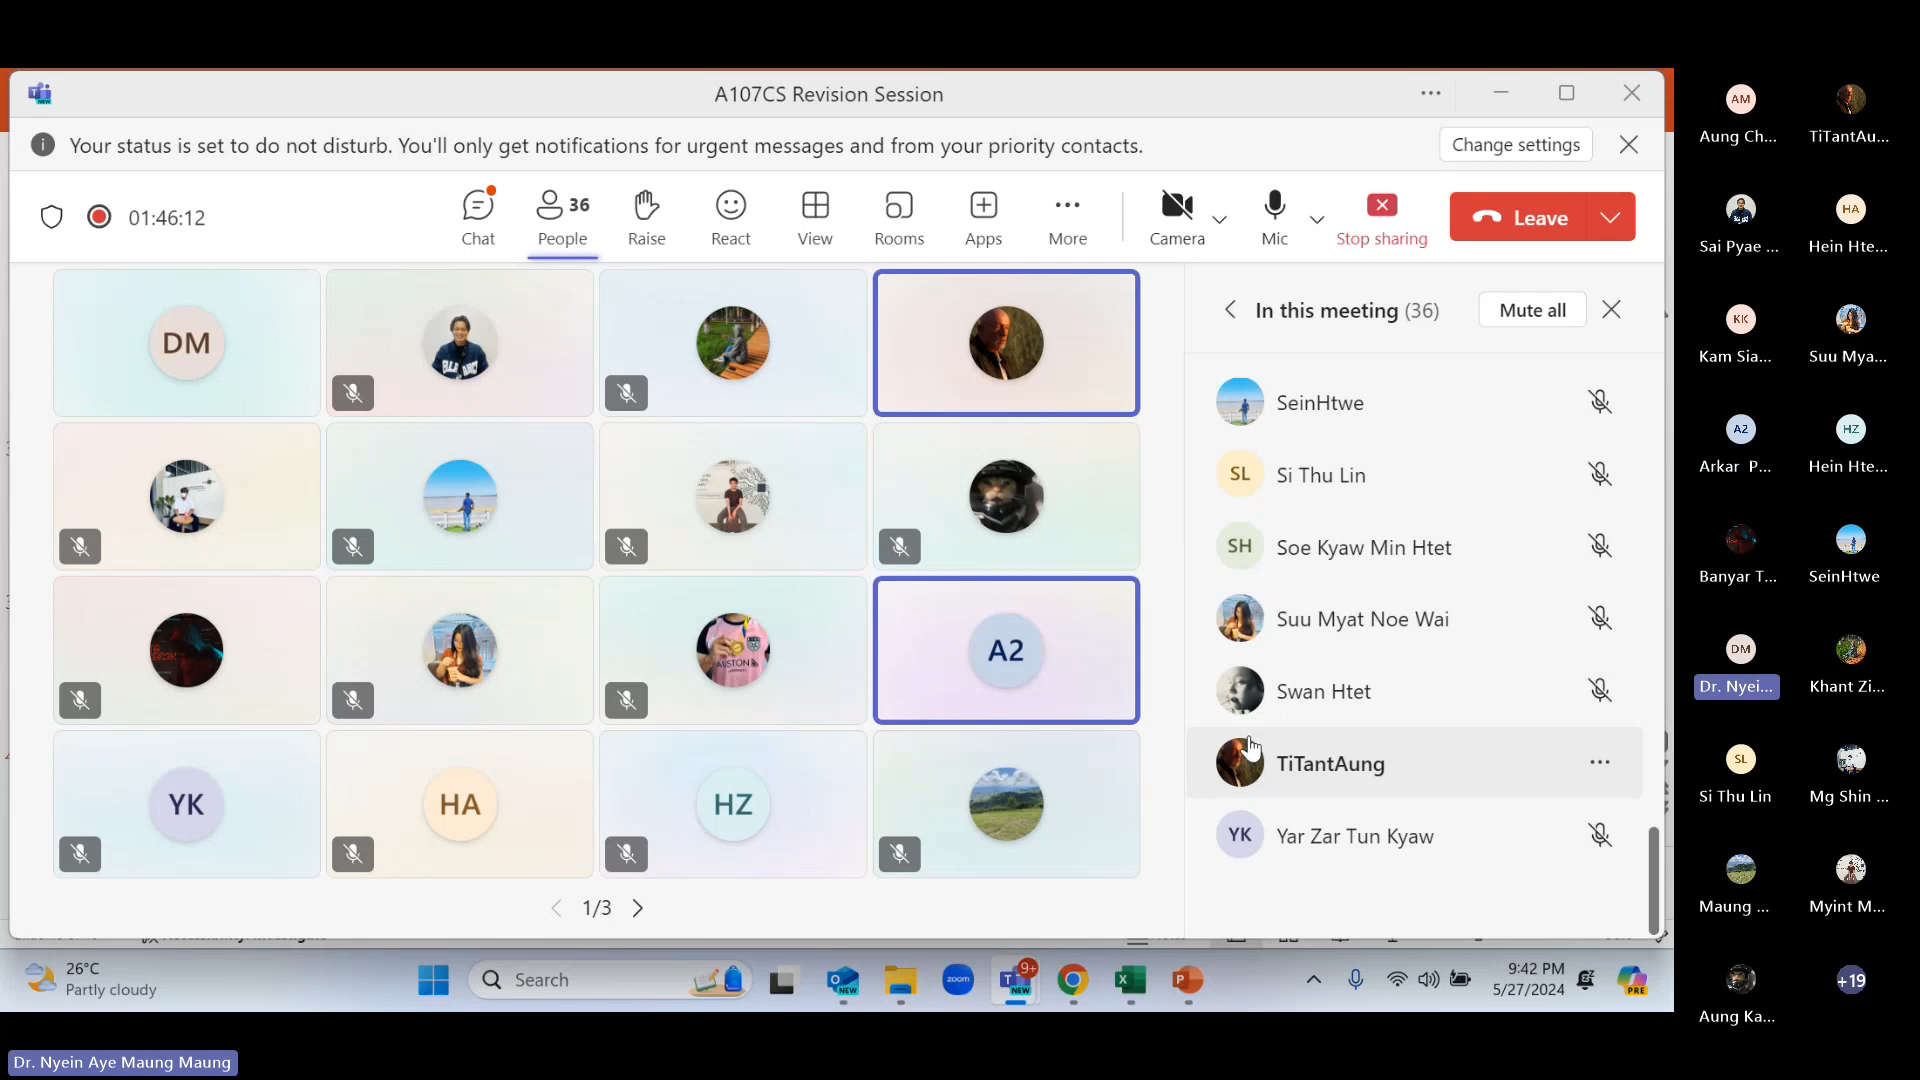 A107CS Revision Session
Your status is set to do not disturb. You'll only get notifications for urgent messages and from your priority contacts.
Change settings
01:46:12
Chat
36
People
Raise
React
View
Rooms
Apps
More
Camera
Mic
Stop sharing
Leave
DM
A2
YK
HA
HZ
1/3
In this meeting (36)
Mute all
SeinHtwe
SL
Si Thu Lin
SH
Soe Kyaw Min Htet
Suu Myat Noe Wai
Swan Htet
TiTantAung
YK
Yar Zar Tun Kyaw
AM
Aung Ch...
TiTantAu...
Sai Pyae ...
HA
Hein Hte...
KK
Kam Sia...
Suu Mya...
A2
Arkar P...
HZ
Hein Hte...
Banyar T...
SeinHtwe
DM
Dr. Nyei...
Khant Zi...
SL
Si Thu Lin
Mg Shin ...
Maung ...
Myint M...
Aung Ka...
+19
26°C
Partly cloudy
Search
NEW
zoom
9+
NEW
PRE
9:42 PM
5/27/2024
Dr. Nyein Aye Maung Maung